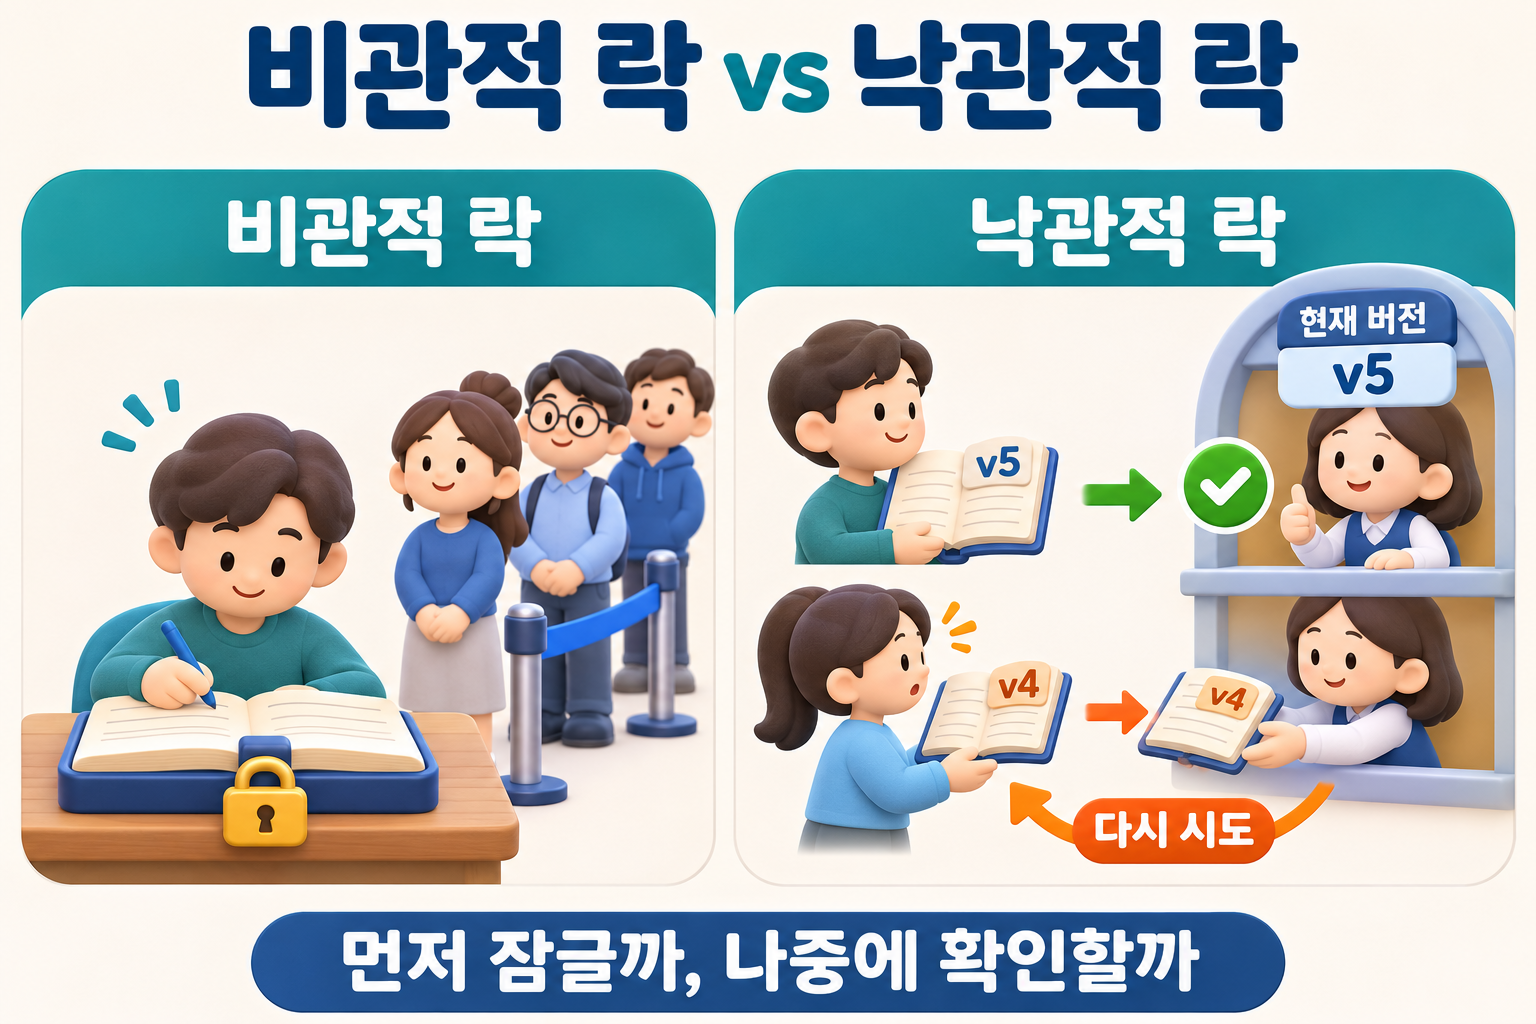 비관적 락 vs 낙관적 락
비관적 락
낙관적 락
현재 버전
v5
v5
v4
v4
다시 시도
먼저 잠글까, 나중에 확인할까